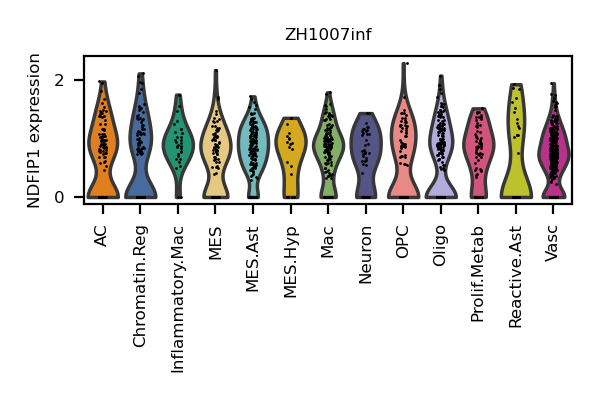 ZH1007inf
NDFIP1 expression
2
0
AC
Chromatin.Reg
Inflammatory.Mac
MES
MES.Ast
MES.Hyp
Mac
Neuron
OPC
Oligo
Prolif.Metab
Reactive.Ast
Vasc